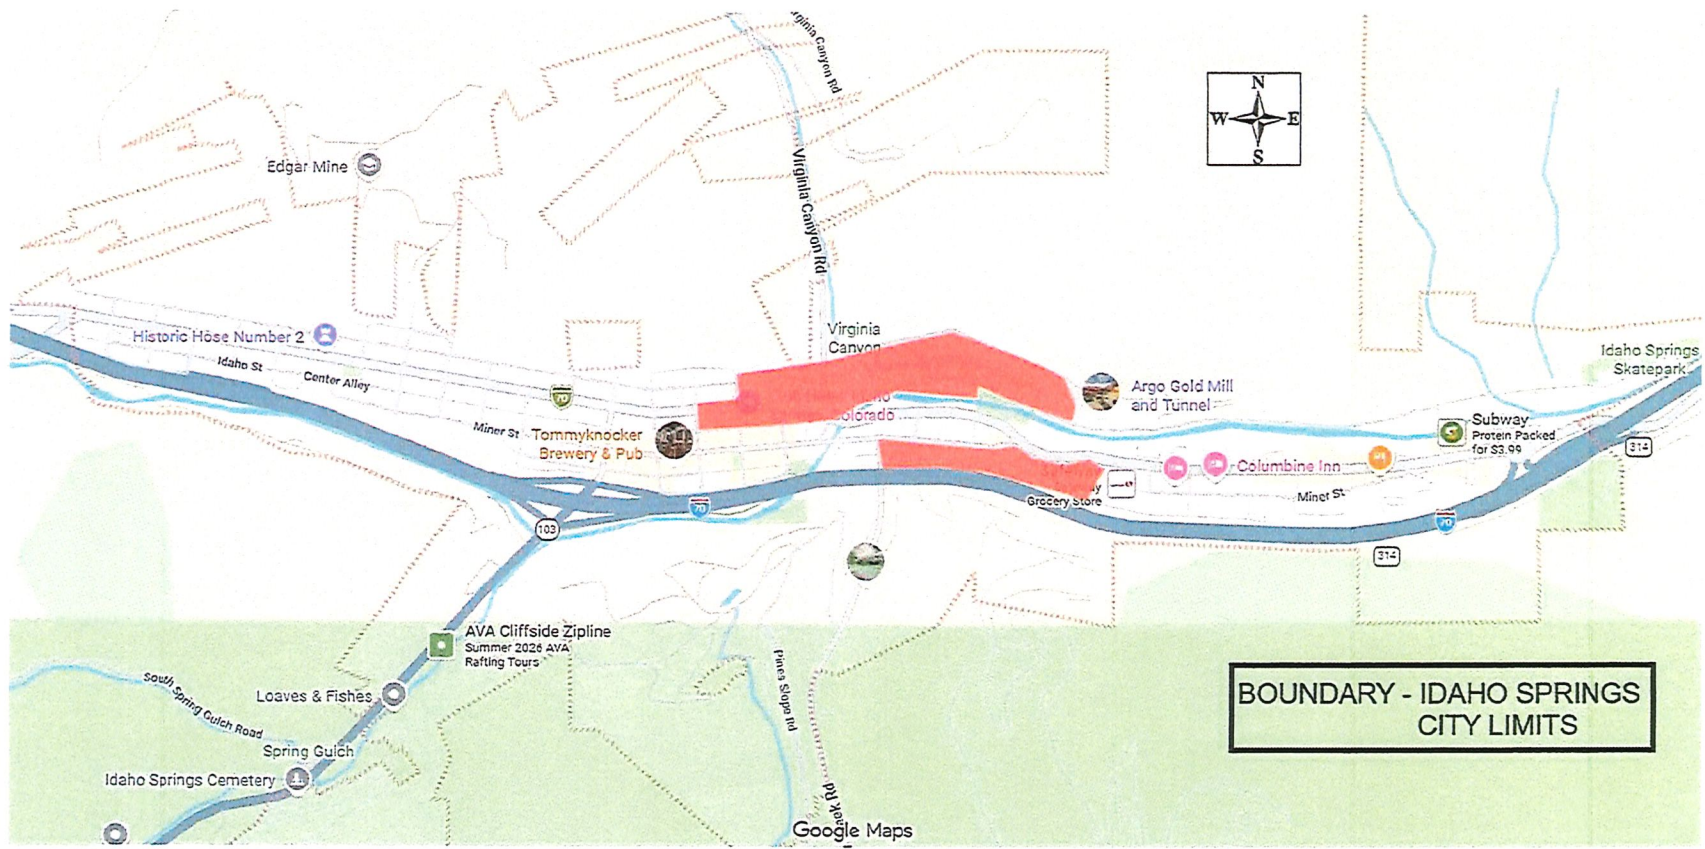 Virginia Canyon Rd
N
W E
S
Edgar Mine
Virginia Canyon Rd
Historic Hose Number 2
Virginia
Canyon
Idaho St
Center Alley
70
Miner St
Tommyknocker
Brewery & Pub
Colorado
Argo Gold Mill
and Tunnel
Idaho Springs
Skatepark
Subway
Protein Packed
for $3.99
314
Columbine Inn
Miner St
Grocery Store
70
70
103
314
AVA Cliffside Zipline
Summer 2026 AVA
Rafting Tours
Loaves & Fishes
South Spring Gulch Road
Spring Gulch
Idaho Springs Cemetery
Pines Slope Rd
Google Maps
BOUNDARY - IDAHO SPRINGS
CITY LIMITS